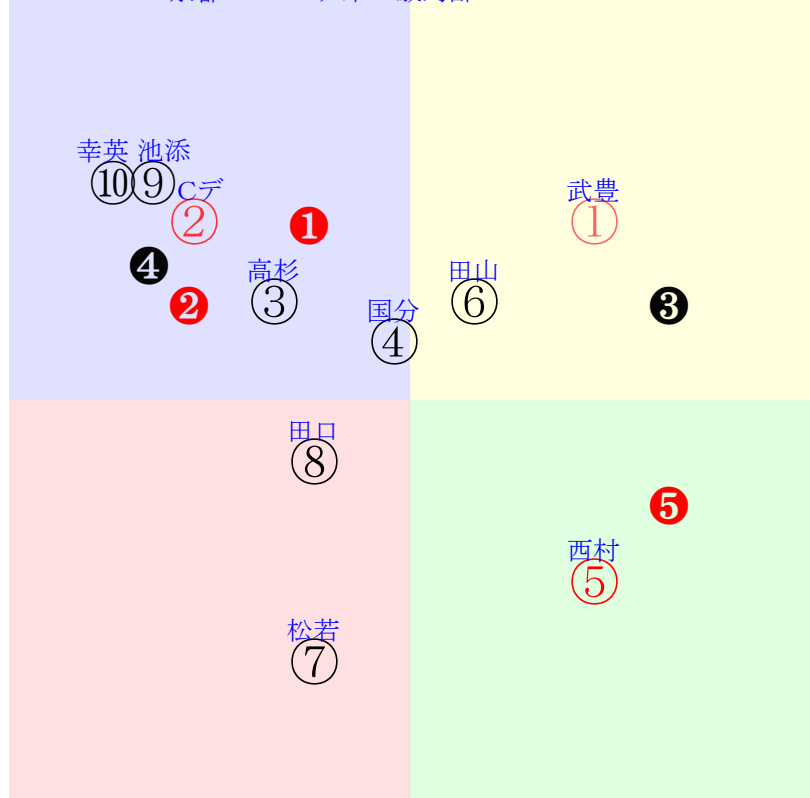 幸英 池添
⑩⑨
Cデ 武豊
② ❶ ①
❹ 高杉 田山
❷ ③ ⑥ ❸
国分
④
田口
⑧
❺
西村
⑤
松若
⑦